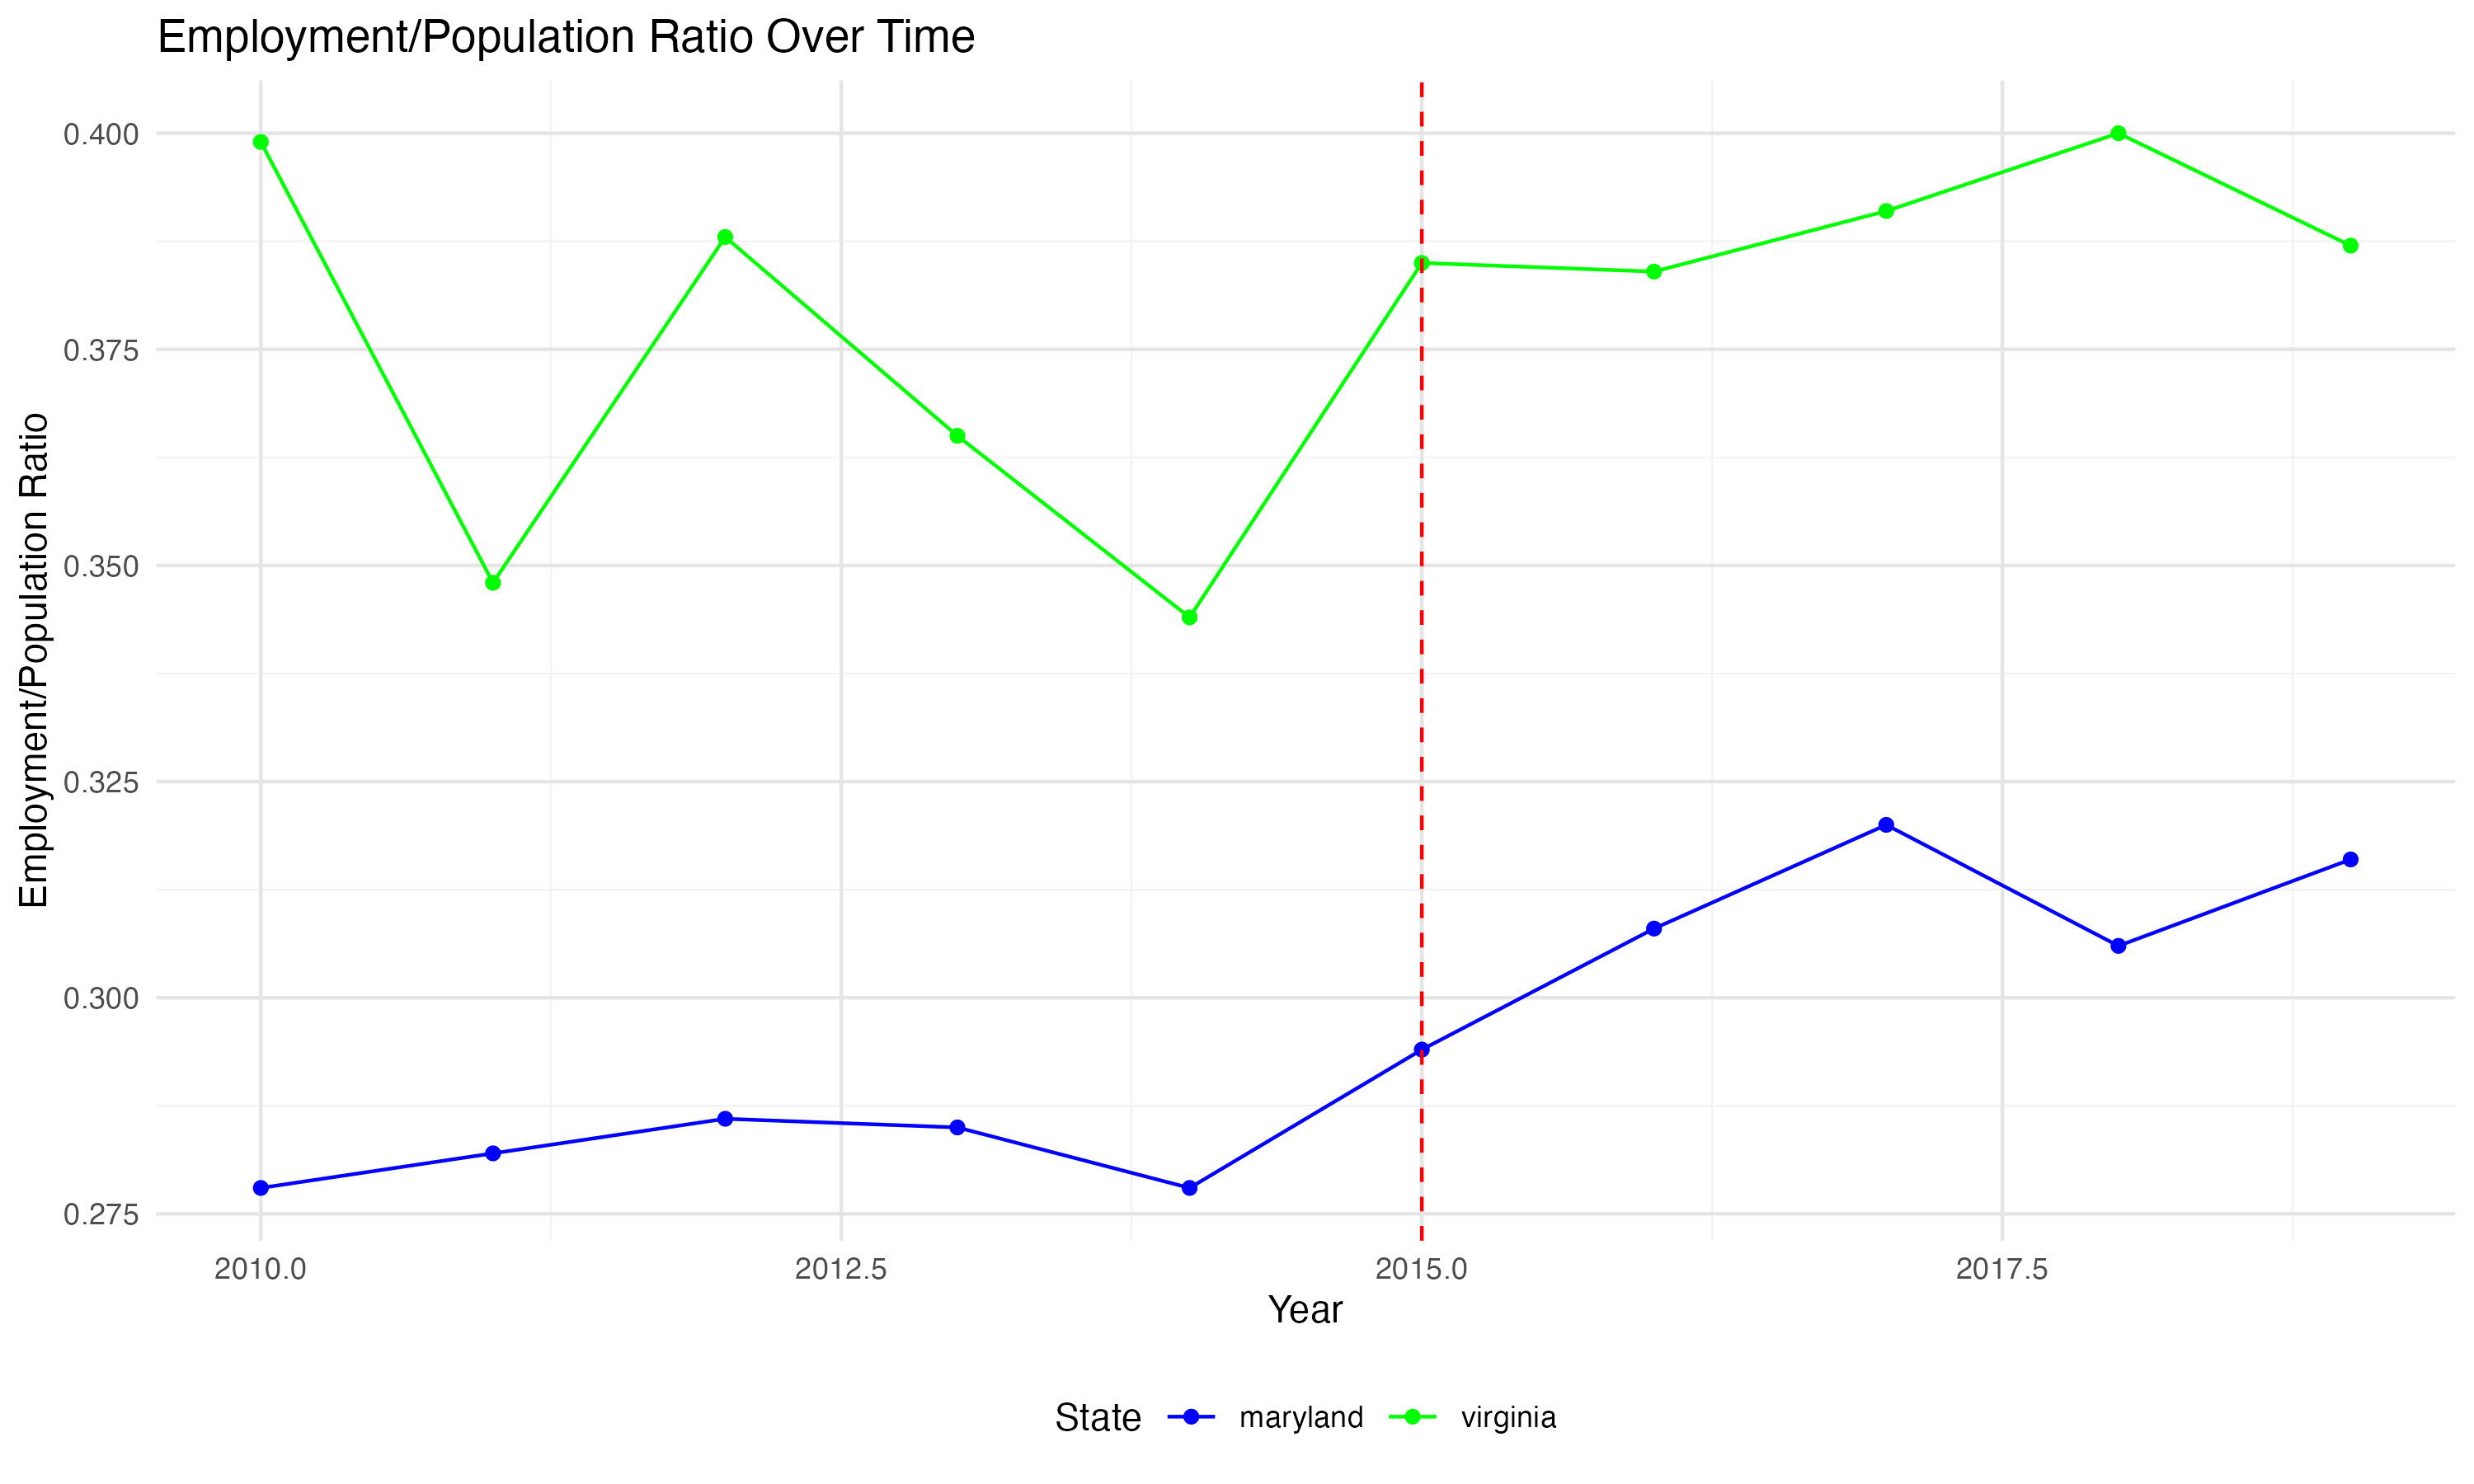 Employment/Population Ratio Over Time
Employment/Population Ratio
0.400
0.375
0.350
0.325
0.300
0.275
2010.0 2012.5 2015.0 2017.5
Year
State maryland virginia